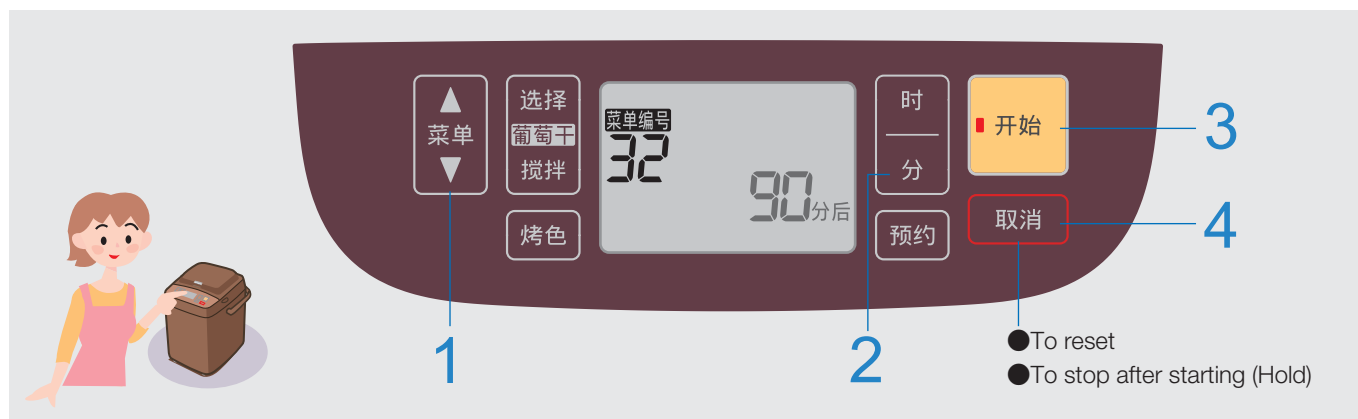 菜单
选择
葡萄干
搅拌
烤色
菜单编号
32
90分后
时
分
预约
开始
取消
1
2
3
4
●To reset
●To stop after starting (Hold)